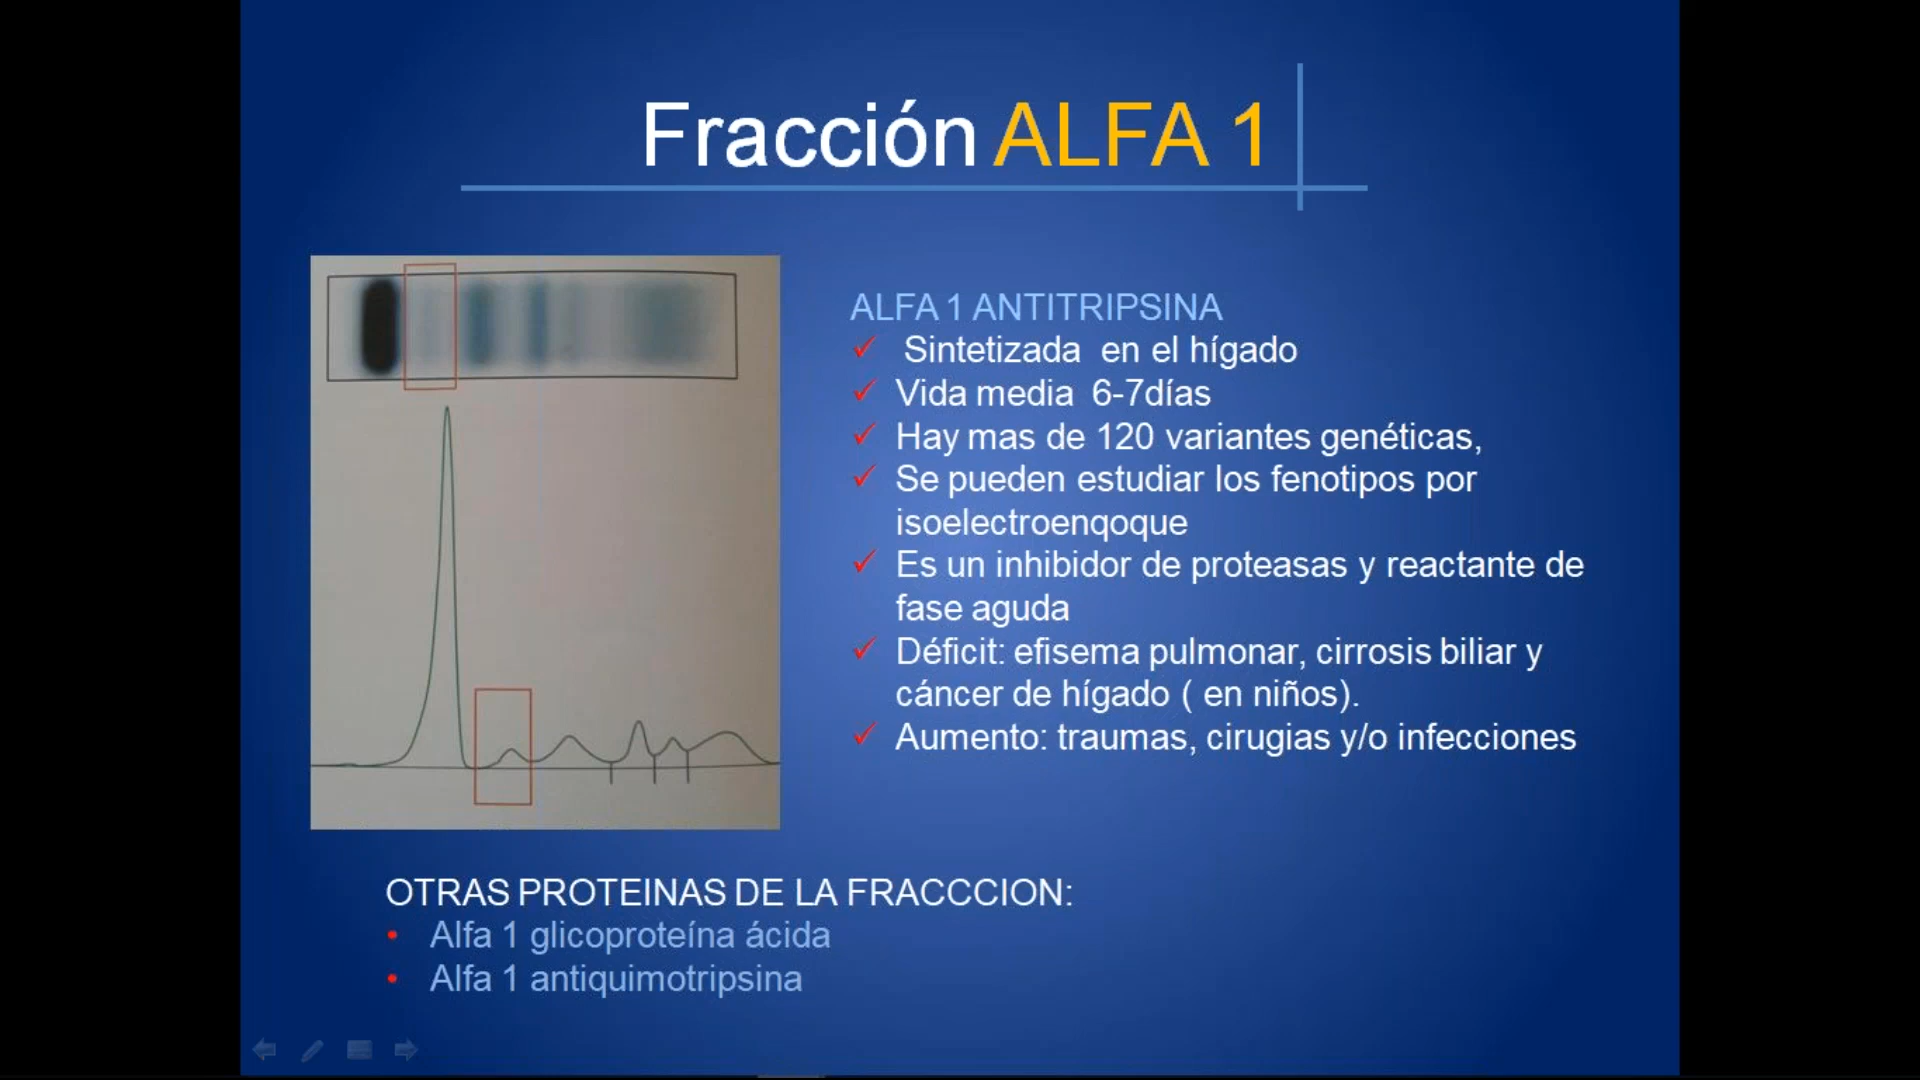 Fracción ALFA 1
ALFA 1 ANTITRIPSINA
Sintetizada en el hígado
Vida media 6-7días
Hay mas de 120 variantes genéticas,
Se pueden estudiar los fenotipos por
isoelectroenqoque
Es un inhibidor de proteasas y reactante de
fase aguda
Déficit: efisema pulmonar, cirrosis biliar y
cáncer de hígado ( en niños).
Aumento: traumas, cirugias y/o infecciones
OTRAS PROTEINAS DE LA FRACCCION:
Alfa 1 glicoproteína ácida
Alfa 1 antiquimotripsina